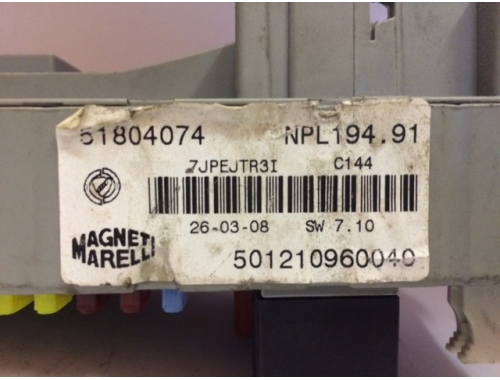 51804074 NPL194.91
7JPEJTR3I C144
26-03-08 SW 7.10
MAGNETI
MARELLI
501210960040